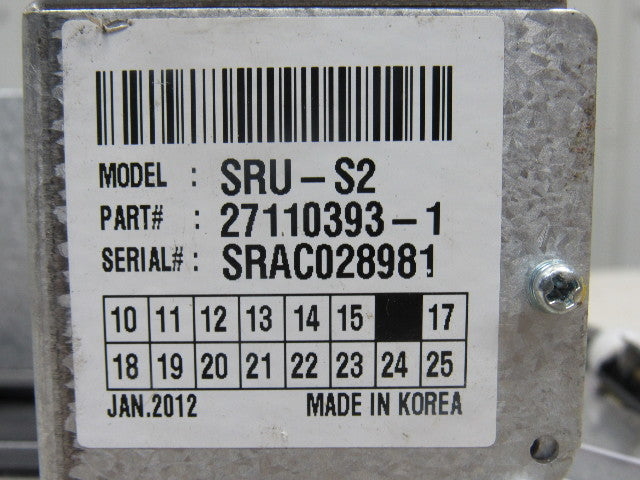 MODEL : SRU-S2
PART# : 27110393-1
SERIAL# : SRAC028981
10 11 12 13 14 15 17
18 19 20 21 22 23 24 25
JAN.2012 MADE IN KOREA